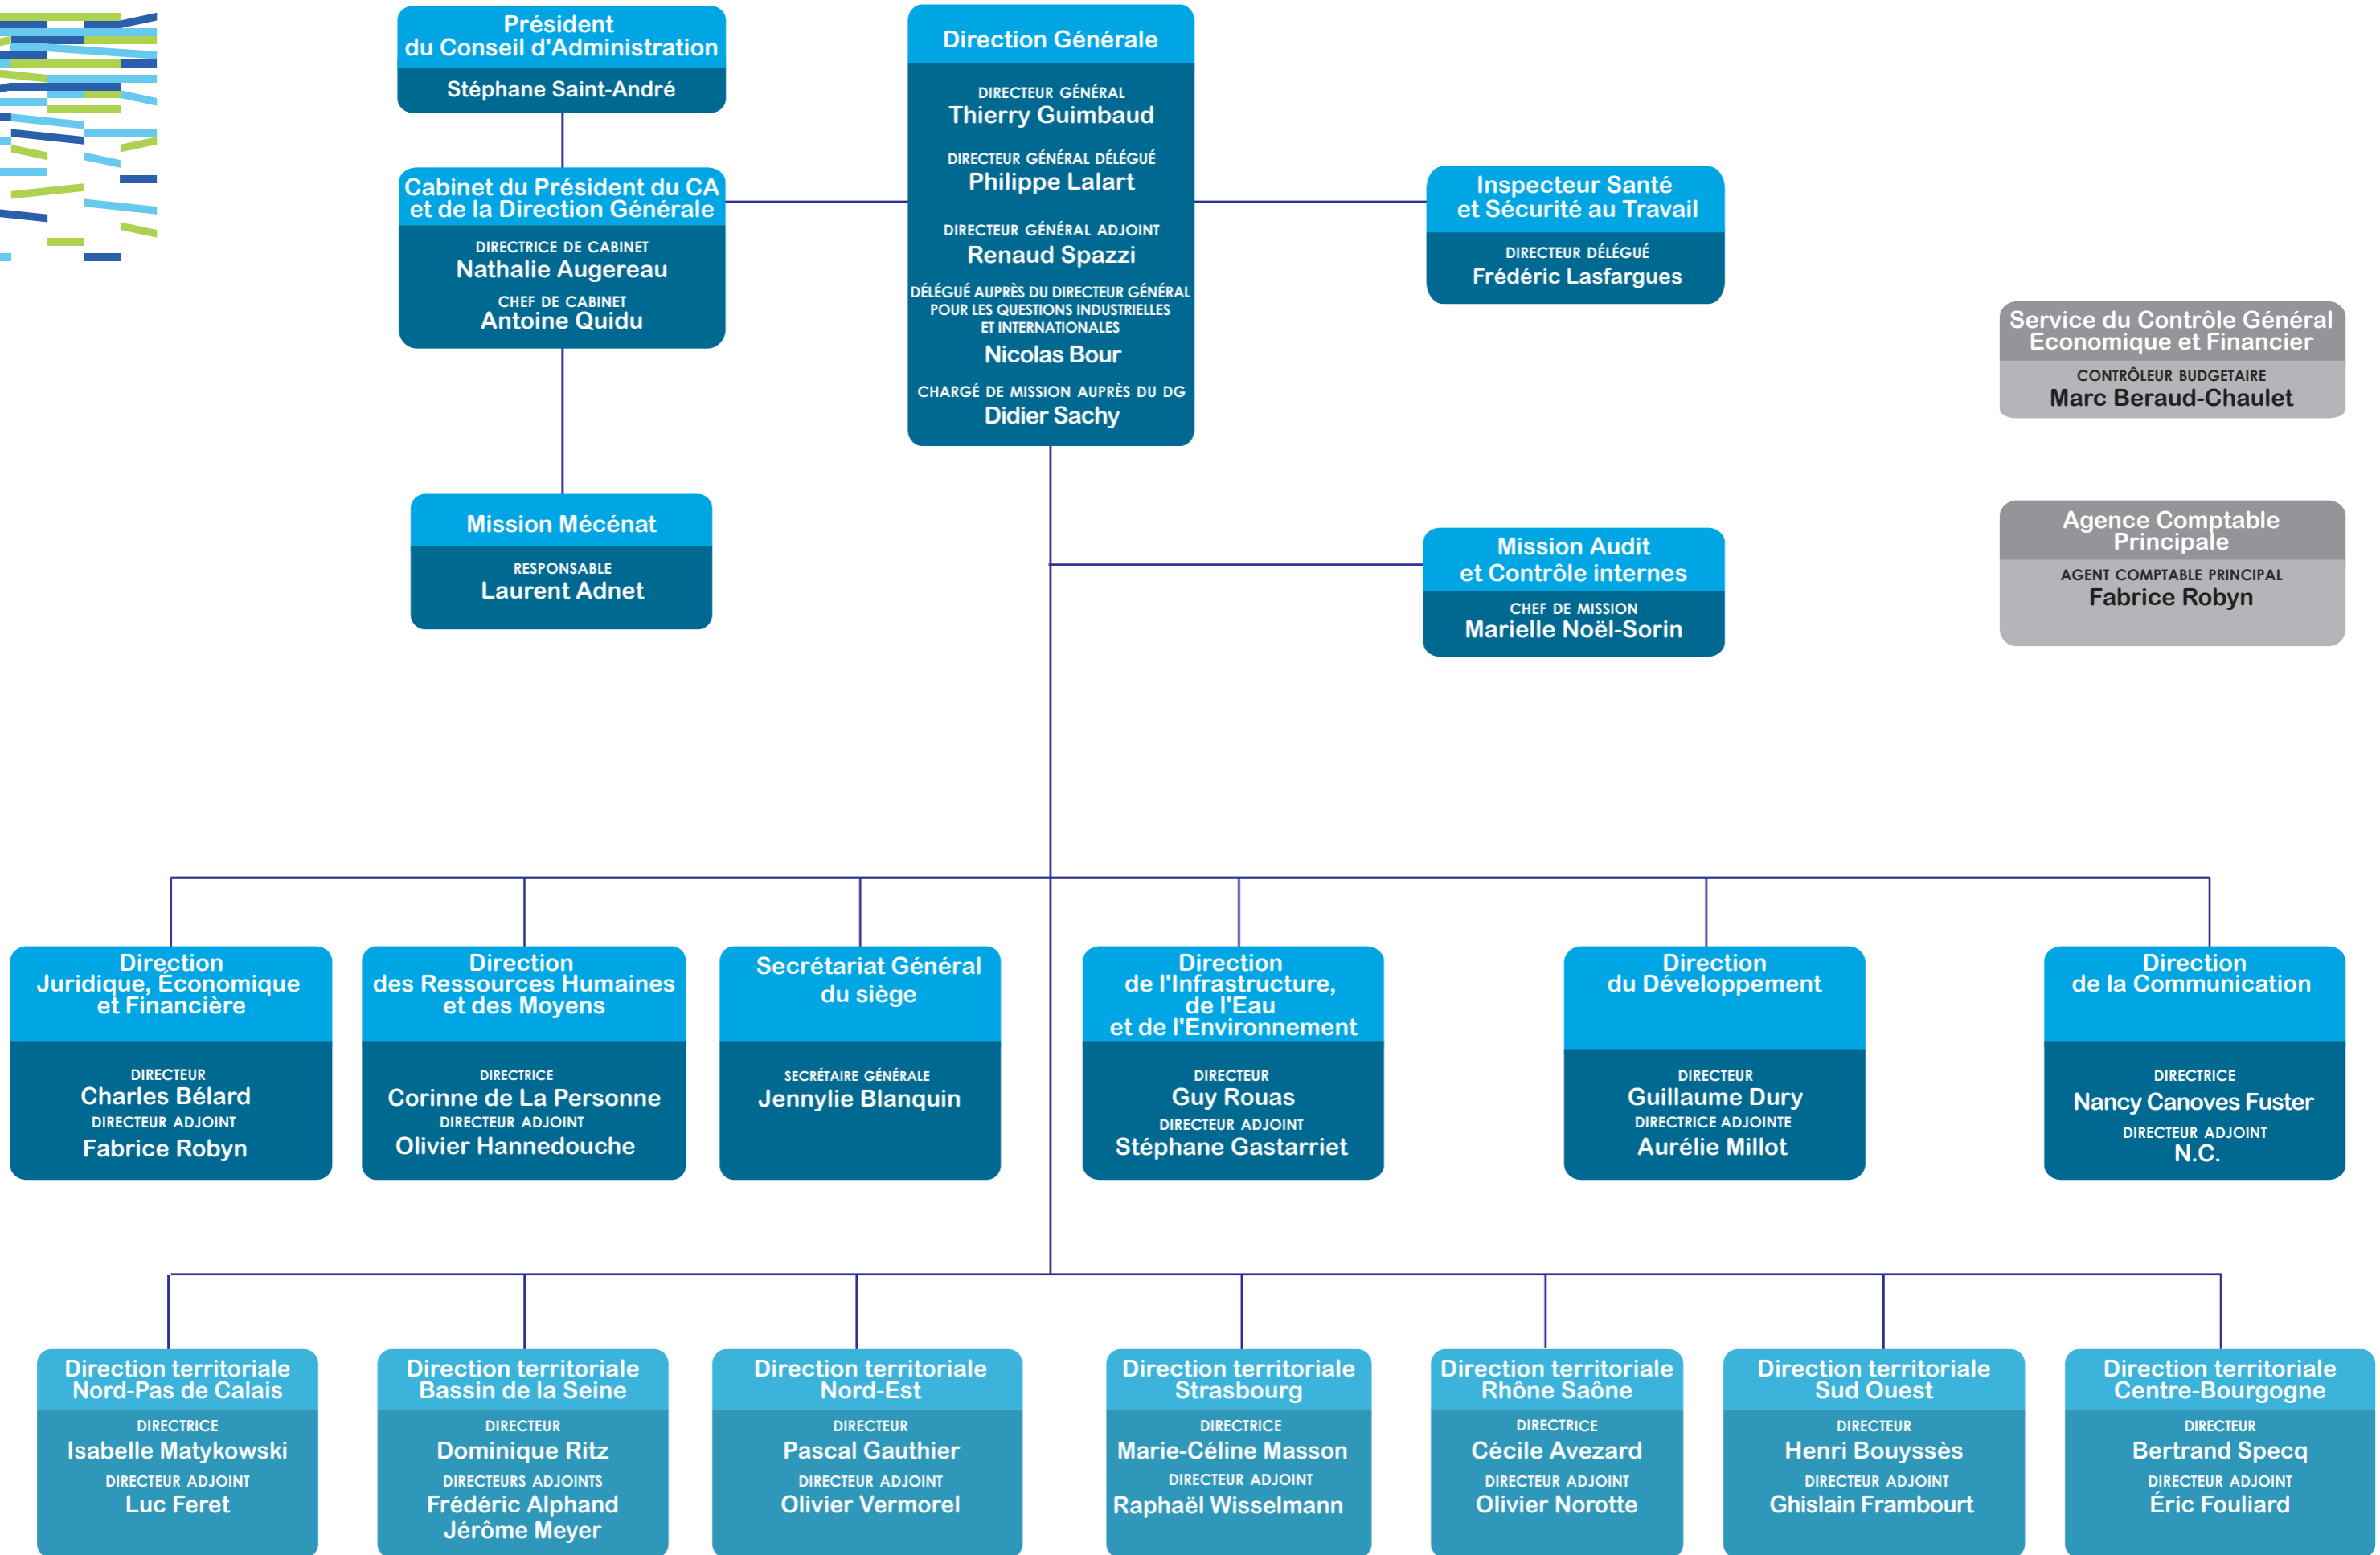 Président
du Conseil d'Administration
Stéphane Saint-André
Direction Générale
DIRECTEUR GÉNÉRAL
Thierry Guimbaud
DIRECTEUR GÉNÉRAL DÉLÉGUÉ
Philippe Lalart
DIRECTEUR GÉNÉRAL ADJOINT
Renaud Spazzi
DÉLÉGUÉ AUPRÈS DU DIRECTEUR GÉNÉRAL
POUR LES QUESTIONS INDUSTRIELLES
ET INTERNATIONALES
Nicolas Bour
CHARGÉ DE MISSION AUPRÈS DU DG
Didier Sachy
Cabinet du Président du CA
et de la Direction Générale
DIRECTRICE DE CABINET
Nathalie Augereau
CHEF DE CABINET
Antoine Quidu
Inspecteur Santé
et Sécurité au Travail
DIRECTEUR DÉLÉGUÉ
Frédéric Lasfargues
Service du Contrôle Général
Economique et Financier
CONTRÔLEUR BUDGETAIRE
Marc Beraud-Chaulet
Mission Mécénat
RESPONSABLE
Laurent Adnet
Mission Audit
et Contrôle internes
CHEF DE MISSION
Marielle Noël-Sorin
Agence Comptable
Principale
AGENT COMPTABLE PRINCIPAL
Fabrice Robyn
Direction
Juridique, Économique
et Financière
DIRECTEUR
Charles Bélard
DIRECTEUR ADJOINT
Fabrice Robyn
Direction
des Ressources Humaines
et des Moyens
DIRECTRICE
Corinne de La Personne
DIRECTEUR ADJOINT
Olivier Hannedouche
Secrétariat Général
du siège
SECRÉTAIRE GÉNÉRALE
Jennylie Blanquin
Direction
de l'Infrastructure,
de l'Eau
et de l'Environnement
DIRECTEUR
Guy Rouas
DIRECTEUR ADJOINT
Stéphane Gastarriet
Direction
du Développement
DIRECTEUR
Guillaume Dury
DIRECTRICE ADJOINTE
Aurélie Millot
Direction
de la Communication
DIRECTRICE
Nancy Canoves Fuster
DIRECTEUR ADJOINT
N.C.
Direction territoriale
Nord-Pas de Calais
DIRECTRICE
Isabelle Matykowski
DIRECTEUR ADJOINT
Luc Feret
Direction territoriale
Bassin de la Seine
DIRECTEUR
Dominique Ritz
DIRECTEURS ADJOINTS
Frédéric Alphand
Jérôme Meyer
Direction territoriale
Nord-Est
DIRECTEUR
Pascal Gauthier
DIRECTEUR ADJOINT
Olivier Vermorel
Direction territoriale
Strasbourg
DIRECTRICE
Marie-Céline Masson
DIRECTEUR ADJOINT
Raphaël Wisselmann
Direction territoriale
Rhône Saône
DIRECTRICE
Cécile Avezard
DIRECTEUR ADJOINT
Olivier Norotte
Direction territoriale
Sud Ouest
DIRECTEUR
Henri Bouyssès
DIRECTEUR ADJOINT
Ghislain Frambourt
Direction territoriale
Centre-Bourgogne
DIRECTEUR
Bertrand Specq
DIRECTEUR ADJOINT
Éric Fouliard